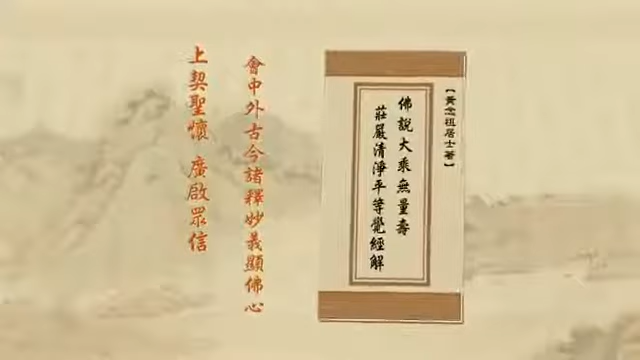 【黃念祖居士著】
佛說大乘無量壽
莊嚴清淨平等覺經解
會中外古今諸釋妙義顯佛心
上契聖懷 廣啟眾信